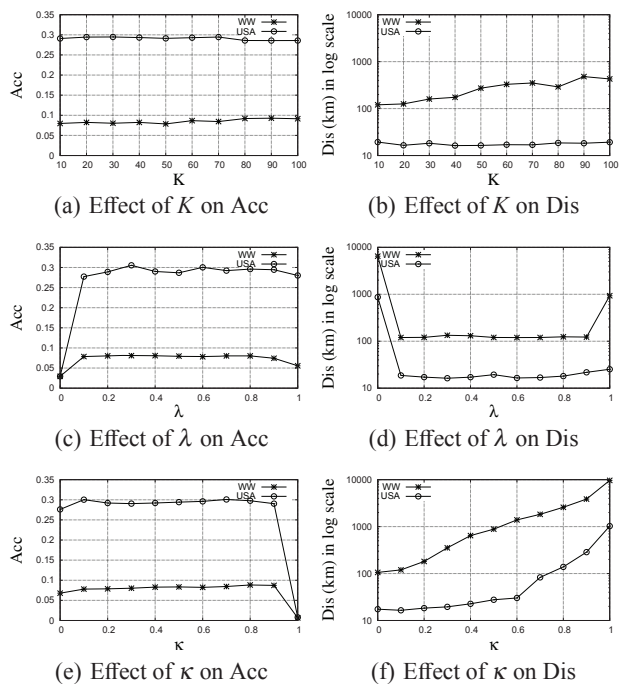 0.35
0.3
0.25
0.2
0.15
0.1
0.05
0
Acc
WW
USA
10 20 30 40 50 60 70 80 90 100
K
(a) Effect of K on Acc
10000
1000
100
10
Dis (km) in log scale
WW
USA
10 20 30 40 50 60 70 80 90 100
K
(b) Effect of K on Dis
0.35
0.3
0.25
0.2
0.15
0.1
0.05
0
Acc
WW
USA
0 0.2 0.4 0.6 0.8 1
λ
(c) Effect of λ on Acc
10000
1000
100
10
Dis (km) in log scale
WW
USA
0 0.2 0.4 0.6 0.8 1
λ
(d) Effect of λ on Dis
0.35
0.3
0.25
0.2
0.15
0.1
0.05
0
Acc
WW
USA
0 0.2 0.4 0.6 0.8 1
κ
(e) Effect of κ on Acc
10000
1000
100
10
Dis (km) in log scale
WW
USA
0 0.2 0.4 0.6 0.8 1
κ
(f) Effect of κ on Dis